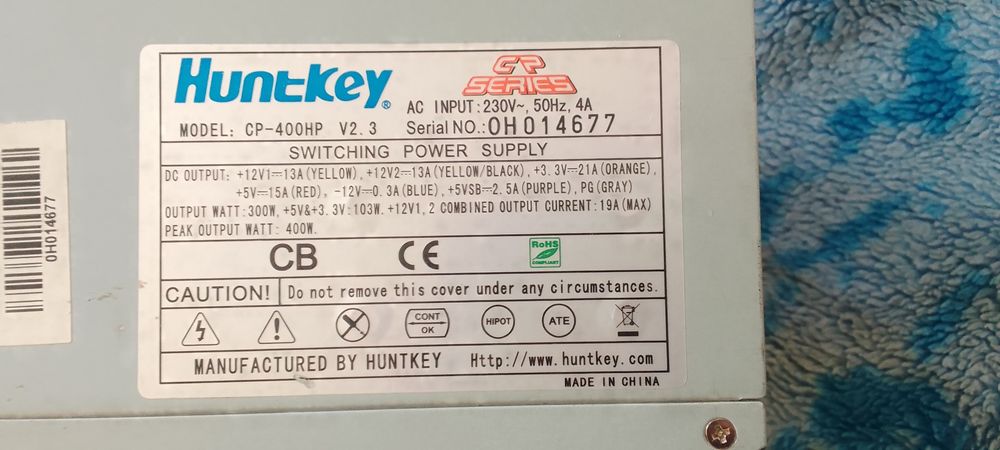 HuntKey®
CP
SERIES
AC INPUT:230V~, 50Hz, 4A
MODEL: CP-400HP V2.3 Serial NO.:0H014677
SWITCHING POWER SUPPLY
DC OUTPUT: +12V1⎓13A(YELLOW), +12V2⎓13A(YELLOW/BLACK), +3.3V⎓21A(ORANGE),
+5V⎓15A(RED), -12V⎓0.3A(BLUE), +5VSB⎓2.5A(PURPLE), PG(GRAY)
OUTPUT WATT:300W, +5V&+3.3V:103W. +12V1, 2 COMBINED OUTPUT CURRENT:19A(MAX)
PEAK OUTPUT WATT: 400W.
CB CE RoHS
COMPLIANT
CAUTION! Do not remove this cover under any circumstances.
CONT
OK
HIPOT
ATE
MANUFACTURED BY HUNTKEY Http://www.huntkey.com
MADE IN CHINA
0H014677